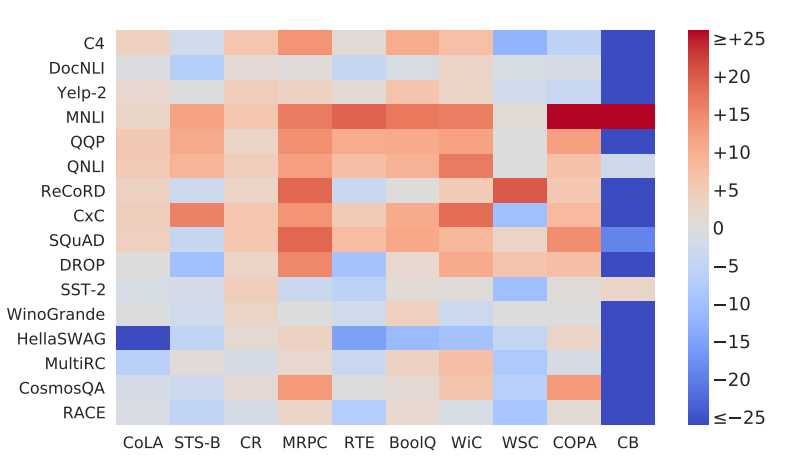 C4
DocNLI
Yelp-2
MNLI
QQP
QNLI
ReCoRD
CxC
SQuAD
DROP
SST-2
WinoGrande
HellaSWAG
MultiRC
CosmosQA
RACE
CoLA STS-B CR MRPC RTE BoolQ WiC WSC COPA CB
≥+25
+20
+15
+10
+5
0
−5
−10
−15
−20
≤−25